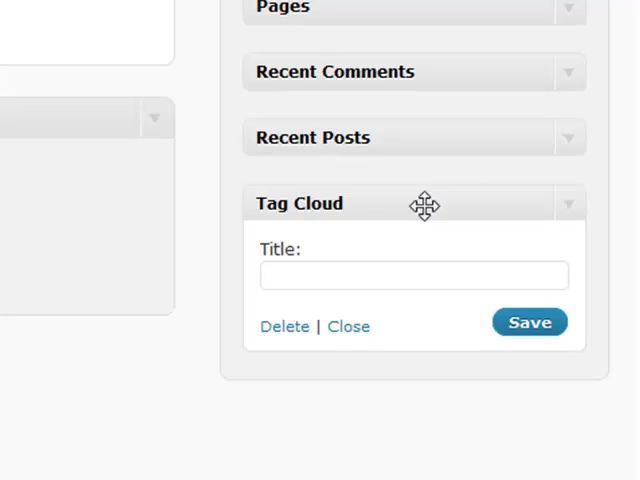 Pages
Recent Comments
Recent Posts
Tag Cloud
Title:
Delete | Close
Save